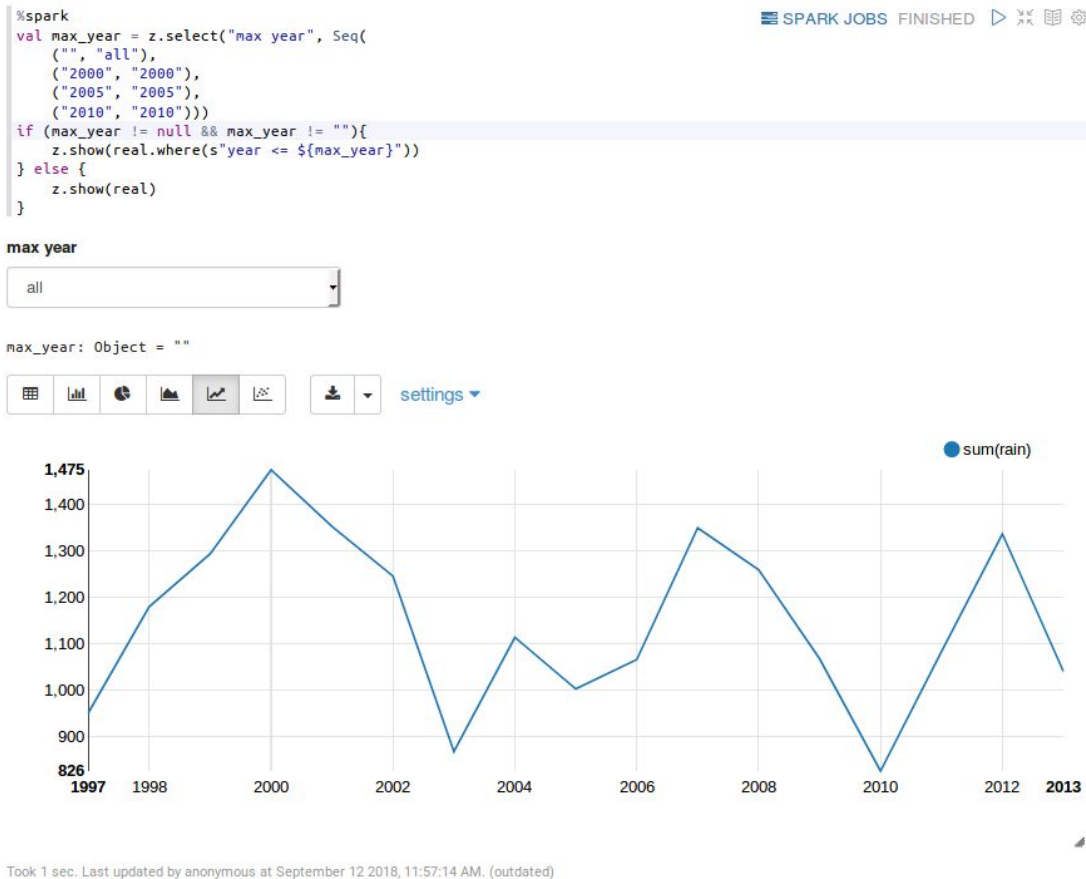 %spark
SPARK JOBS FINISHED
val max_year = z.select("max year", Seq(
("", "all"),
("2000", "2000"),
("2005", "2005"),
("2010", "2010")))
if (max_year != null && max_year != ""){
z.show(real.where(s"year <= ${max_year}"))
} else {
z.show(real)
}
max year
all
max_year: Object = ""
settings
sum(rain)
1,475
1,400
1,300
1,200
1,100
1,000
900
826
1997 1998 2000 2002 2004 2006 2008 2010 2012 2013
Took 1 sec. Last updated by anonymous at September 12 2018, 11:57:14 AM. (outdated)